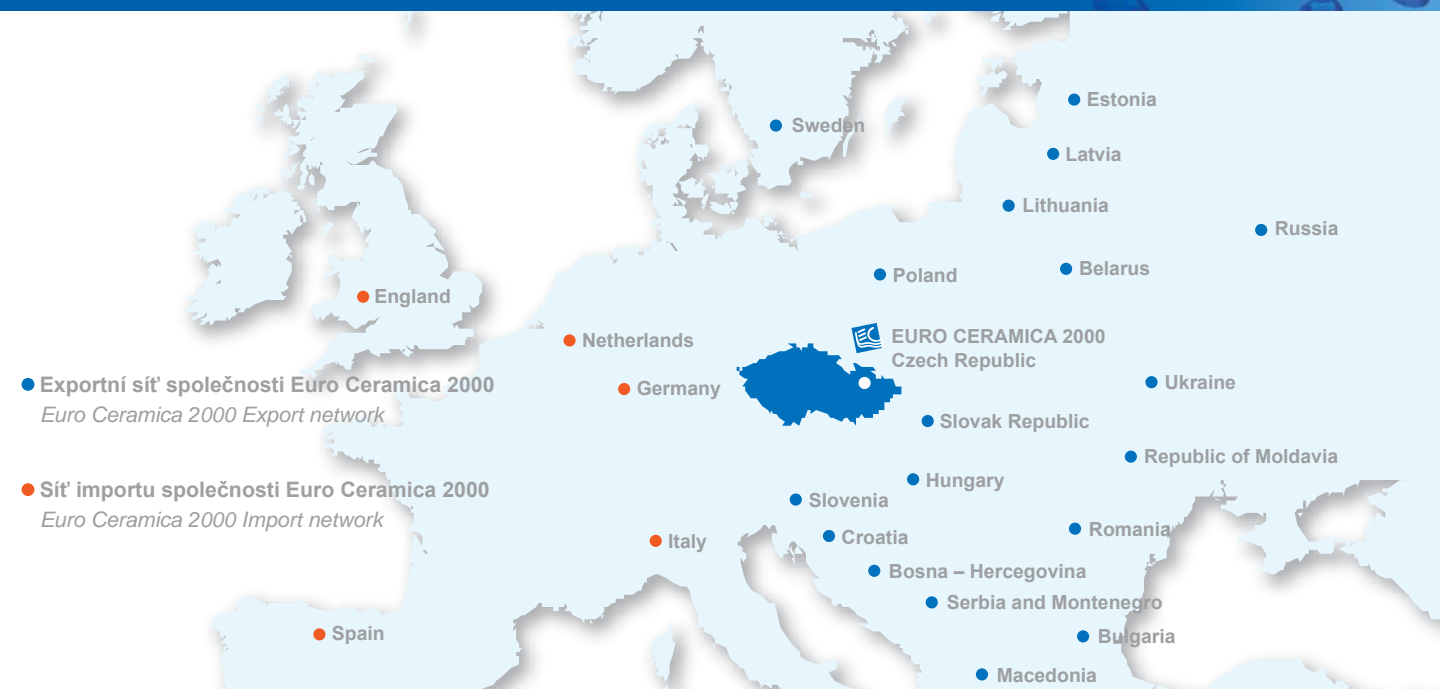 Estonia
Sweden
Latvia
Lithuania
Russia
Belarus
Poland
England
EC
EURO CERAMICA 2000
Czech Republic
Netherlands
Exportní síť společnosti Euro Ceramica 2000
Euro Ceramica 2000 Export network
Germany
Ukraine
Slovak Republic
Republic of Moldavia
Síť importu společnosti Euro Ceramica 2000
Euro Ceramica 2000 Import network
Hungary
Slovenia
Romania
Croatia
Italy
Bosna – Hercegovina
Serbia and Montenegro
Spain
Bulgaria
Macedonia